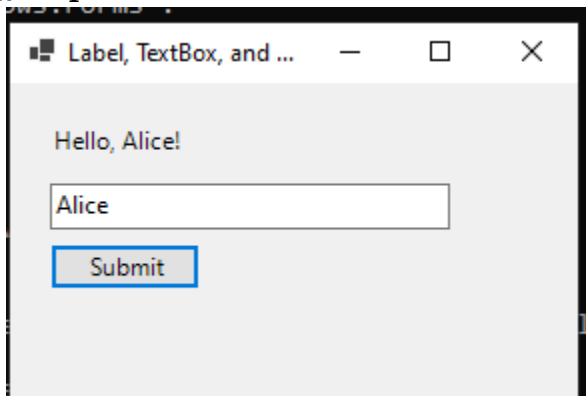 Label, TextBox, and ...
Hello, Alice!
Alice
Submit